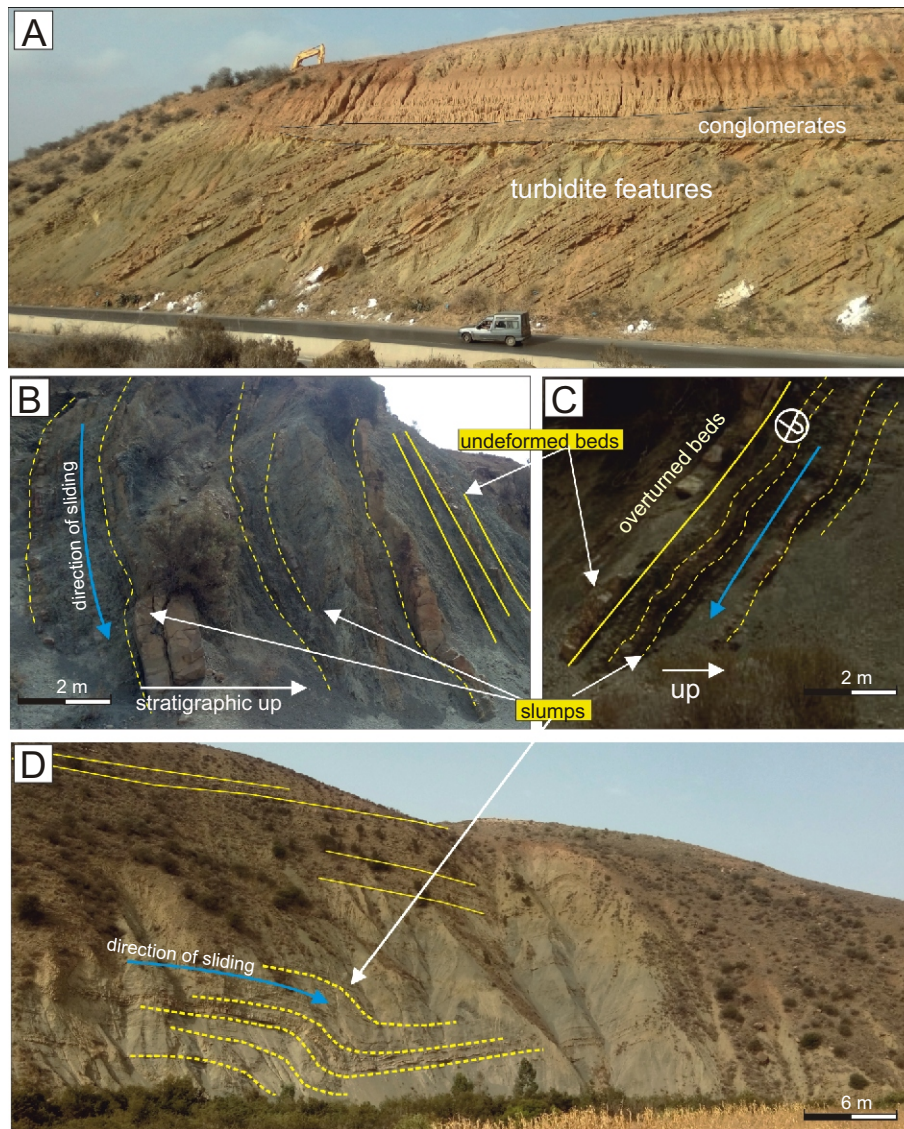 A
conglomerates
turbidite features
B
direction of sliding
2 m
stratigraphic up
undeformed beds
C
overturned beds
up
2 m
slumps
D
direction of sliding
6 m